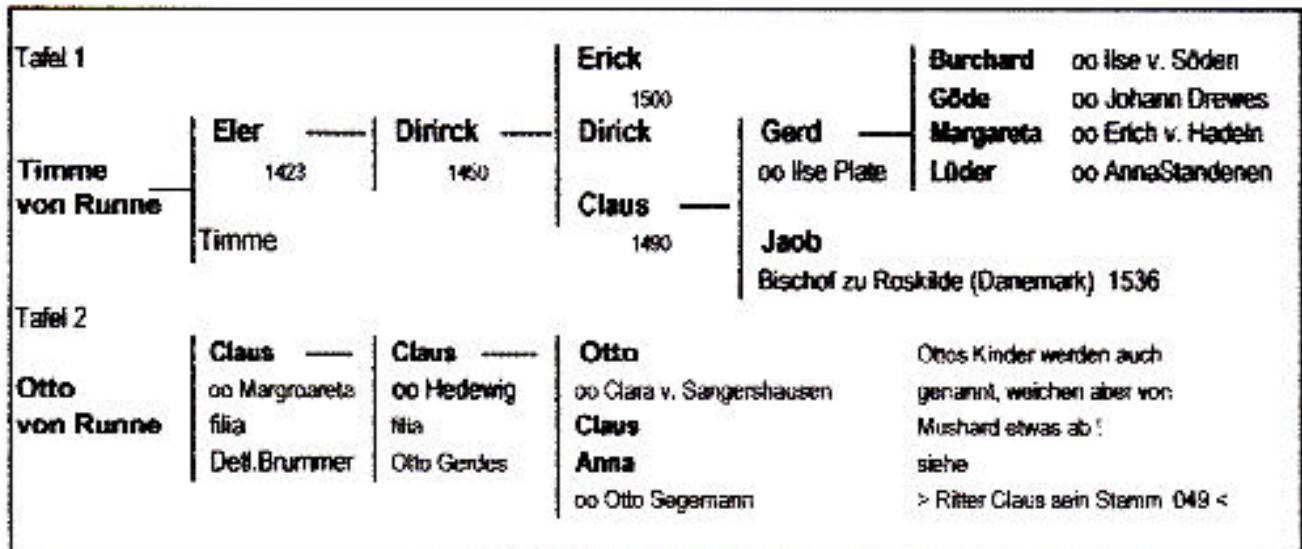 Tafel 1
Timme
von Runne
Eler
1423
Timme
Dirirck
1460
Erick
1500
Dirick
Claus
1490
Gerd
oo Ilse Plate
Jaob
Bischof zu Roskilde (Danemark) 1536
Burchard oo Ilse v. Söden
Göde oo Johann Drewes
Margareta oo Erich v. Hadeln
Lüder oo AnnaStandenen
Tafel 2
Otto
von Runne
Claus
oo Margroareta
filia
Detl.Brummer
Claus
oo Hedewig
filia
Otto Gerdes
Otto
oo Clara v. Sangershausen
Claus
Anna
oo Otto Segemann
Ottos Kinder werden auch
genannt, weichen aber von
Mushard etwas ab !
siehe
> Ritter Claus sein Stamm 049 <